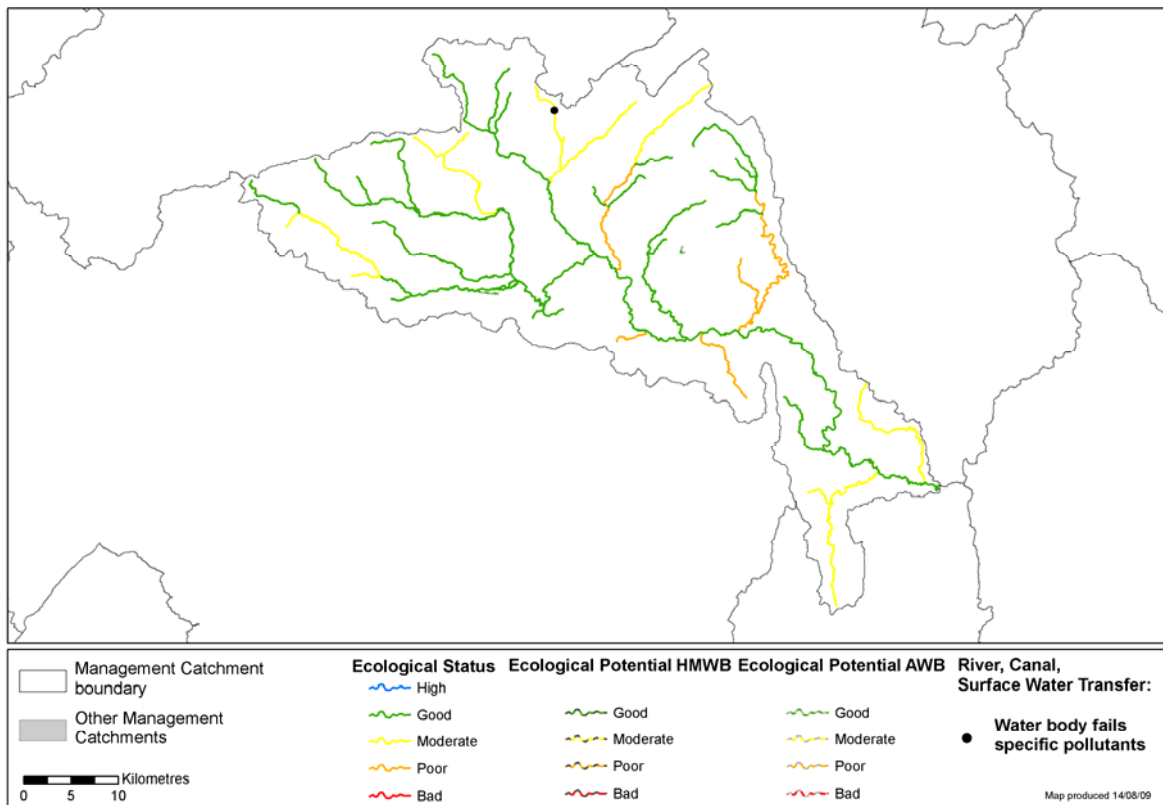 Management Catchment
boundary
Other Management
Catchments
Kilometres
0 5 10
Ecological Status
High
Good
Moderate
Poor
Bad
Ecological Potential HMWB
Good
Moderate
Poor
Bad
Ecological Potential AWB
Good
Moderate
Poor
Bad
River, Canal,
Surface Water Transfer:
Water body fails
specific pollutants
Map produced 14/08/09